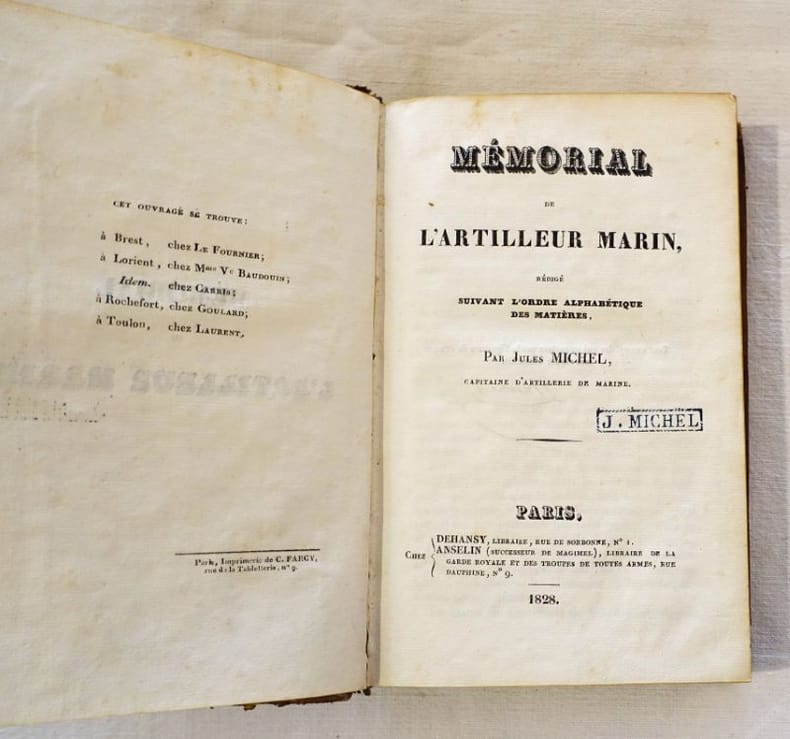 CET OUVRAGE SE TROUVE:
à Brest, chez LE FOURNIER;
à Lorient, chez Mme Ve BAUDOUIN;
Idem. chez GARRIS;
à Rochefort, chez GOULARD;
à Toulon, chez LAURENT,
Paris, Imprimerie de C. FARCY,
rue de la Tabletterie, n° 9.
MÉMORIAL
DE
L'ARTILLEUR MARIN,
RÉDIGÉ
SUIVANT L'ORDRE ALPHABÉTIQUE
DES MATIÈRES,
PAR JULES MICHEL,
CAPITAINE D'ARTILLERIE DE MARINE.
J. MICHEL
PARIS,
CHEZ DEHANSY, LIBRAIRE, RUE DE SORBONNE, N° 1.
ANSELIN (SUCCESSEUR DE MAGIMEL), LIBRAIRE DE LA
GARDE ROYALE ET DES TROUPES DE TOUTES ARMES, RUE
DAUPHINE, N° 9.
1828.